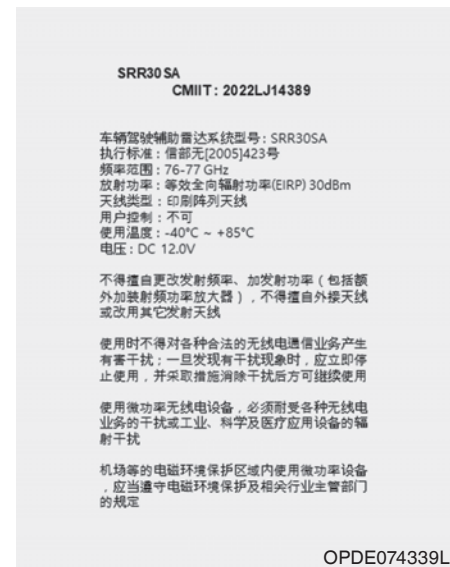 SRR30SA
CMIIT: 2022LJ14389
车辆驾驶辅助雷达系统型号：SRR30SA
执行标准：信部无[2005]423号
频率范围：76-77 GHz
放射功率：等效全向辐射功率(EIRP) 30dBm
天线类型：印刷阵列天线
用户控制：不可
使用温度：-40°C ~ +85°C
电压：DC 12.0V
不得擅自更改发射频率、加发射功率（包括额
外加装射频功率放大器），不得擅自外接天线
或改用其它发射天线
使用时不得对各种合法的无线电通信业务产生
有害干扰；一旦发现有干扰现象时，应立即停
止使用，并采取措施消除干扰后方可继续使用
使用微功率无线电设备，必须耐受各种无线电
业务的干扰或工业、科学及医疗应用设备的辐
射干扰
机场等的电磁环境保护区域内使用微功率设备
，应当遵守电磁环境保护及相关行业主管部门
的规定
OPDE074339L